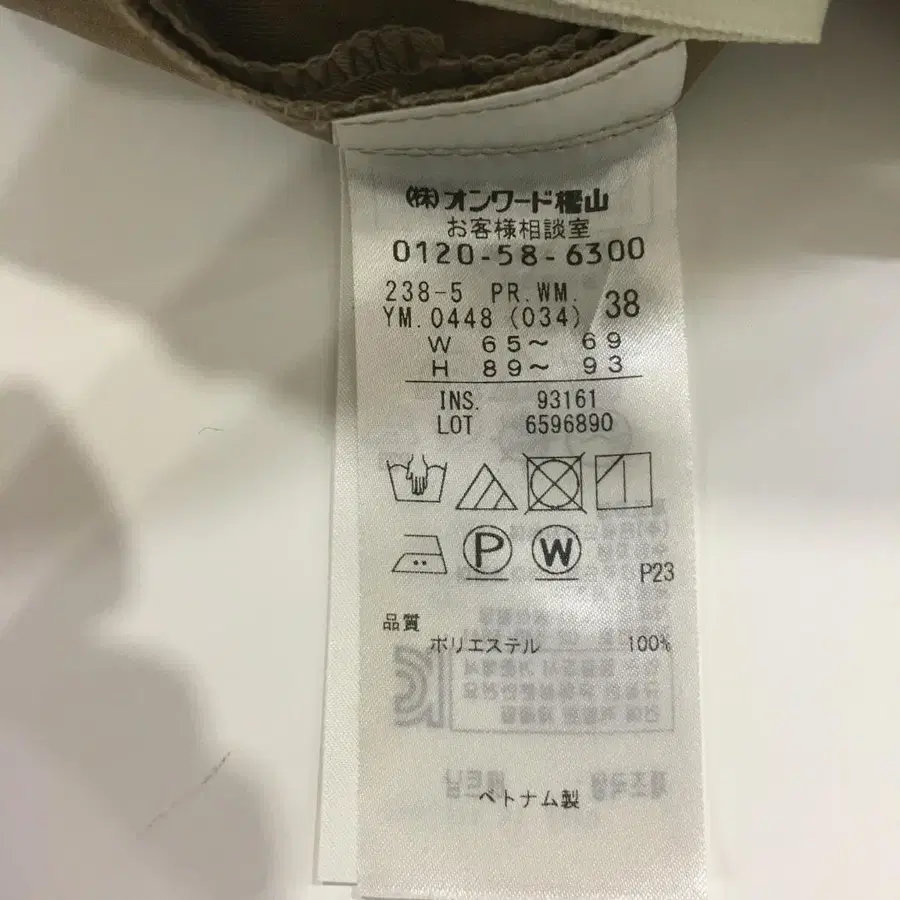 (株)オンワード樫山
お客様相談室
0120-58-6300
238-5 PR.WM.
YM.0448 (034) 38
W 65～ 69
H 89～ 93
INS. 93161
LOT 6596890
P W
P23
品質
ポリエステル 100%
ベトナム製